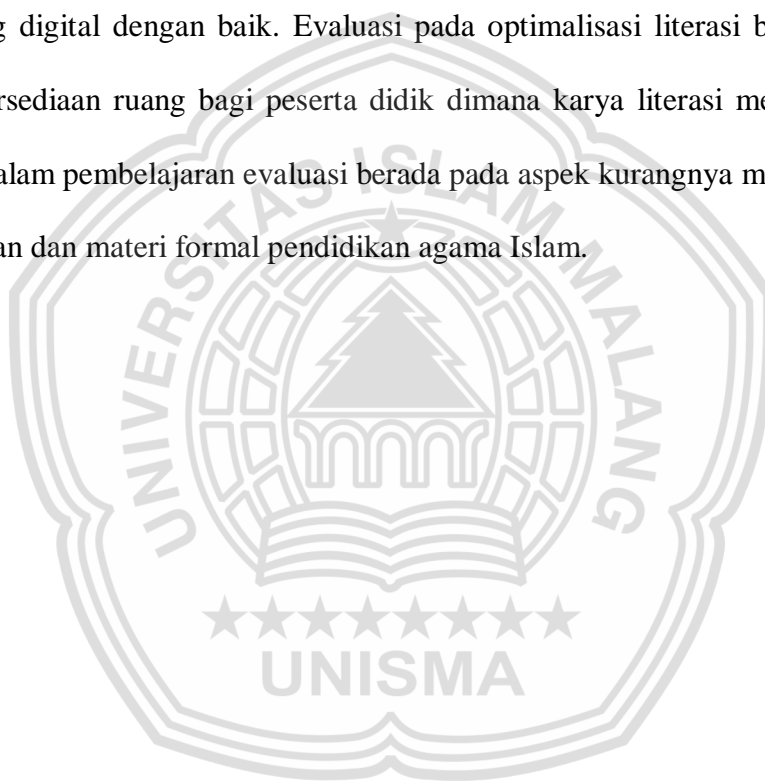 g digital dengan baik. Evaluasi pada optimalisasi literasi b
rsediaan ruang bagi peserta didik dimana karya literasi me
alam pembelajaran evaluasi berada pada aspek kurangnya m
an dan materi formal pendidikan agama Islam.
UNIVERSITAS ISLAM MALANG
UNISMA